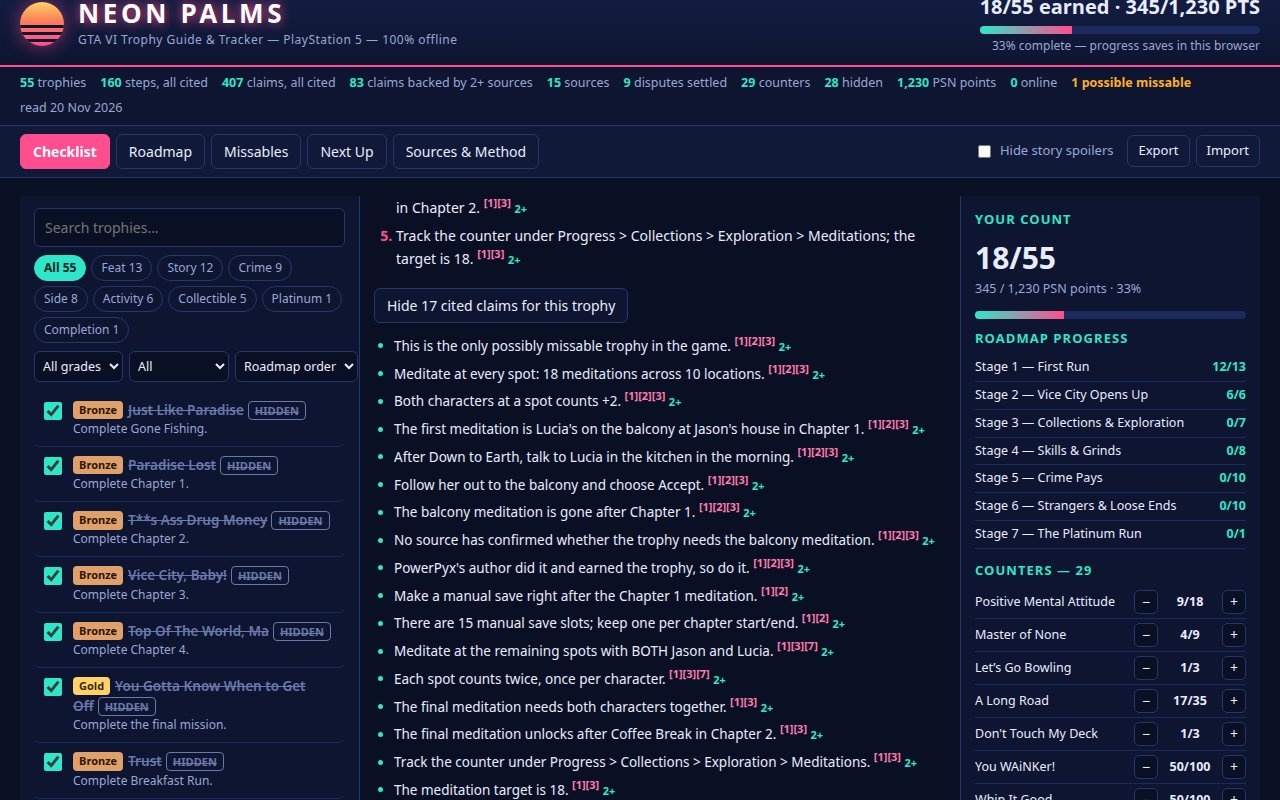 NEON PALMS
GTA VI Trophy Guide & Tracker — PlayStation 5 — 100% offline
18/55 earned · 345/1,230 PTS
33% complete — progress saves in this browser
55 trophies 160 steps, all cited 407 claims, all cited 83 claims backed by 2+ sources 15 sources 9 disputes settled 29 counters 28 hidden 1,230 PSN points 0 online 1 possible missable
read 20 Nov 2026
Checklist Roadmap Missables Next Up Sources & Method
Hide story spoilers Export Import
Search trophies...
All 55 Feat 13 Story 12 Crime 9
Side 8 Activity 6 Collectible 5 Platinum 1
Completion 1
All grades All Roadmap order
Bronze Just Like Paradise HIDDEN
Complete Gone Fishing.
Bronze Paradise Lost HIDDEN
Complete Chapter 1.
Bronze T**s Ass Drug Money HIDDEN
Complete Chapter 2.
Bronze Vice City, Baby! HIDDEN
Complete Chapter 3.
Bronze Top Of The World, Ma HIDDEN
Complete Chapter 4.
Gold You Gotta Know When to Get
Off HIDDEN
Complete the final mission.
Bronze Trust HIDDEN
Complete Breakfast Run.
in Chapter 2. [1][3] 2+
5. Track the counter under Progress > Collections > Exploration > Meditations; the
target is 18. [1][3] 2+
Hide 17 cited claims for this trophy
• This is the only possibly missable trophy in the game. [1][2][3] 2+
• Meditate at every spot: 18 meditations across 10 locations. [1][2][3] 2+
• Both characters at a spot counts +2. [1][2][3] 2+
• The first meditation is Lucia's on the balcony at Jason's house in Chapter 1. [1][2][3] 2+
• After Down to Earth, talk to Lucia in the kitchen in the morning. [1][2][3] 2+
• Follow her out to the balcony and choose Accept. [1][2][3] 2+
• The balcony meditation is gone after Chapter 1. [1][2][3] 2+
• No source has confirmed whether the trophy needs the balcony meditation. [1][2][3] 2+
• PowerPyx's author did it and earned the trophy, so do it. [1][2][3] 2+
• Make a manual save right after the Chapter 1 meditation. [1][2] 2+
• There are 15 manual save slots; keep one per chapter start/end. [1][2] 2+
• Meditate at the remaining spots with BOTH Jason and Lucia. [1][3][7] 2+
• Each spot counts twice, once per character. [1][3][7] 2+
• The final meditation needs both characters together. [1][3] 2+
• The final meditation unlocks after Coffee Break in Chapter 2. [1][3] 2+
• Track the counter under Progress > Collections > Exploration > Meditations. [1][3] 2+
• The meditation target is 18. [1][3] 2+
YOUR COUNT
18/55
345 / 1,230 PSN points · 33%
ROADMAP PROGRESS
Stage 1 — First Run 12/13
Stage 2 — Vice City Opens Up 6/6
Stage 3 — Collections & Exploration 0/7
Stage 4 — Skills & Grinds 0/8
Stage 5 — Crime Pays 0/10
Stage 6 — Strangers & Loose Ends 0/10
Stage 7 — The Platinum Run 0/1
COUNTERS — 29
Positive Mental Attitude − 9/18 +
Master of None − 4/9 +
Let's Go Bowling − 1/3 +
A Long Road − 17/35 +
Don't Touch My Deck − 1/3 +
You WAiNKer! − 50/100 +
Whip It Good − 50/100 +